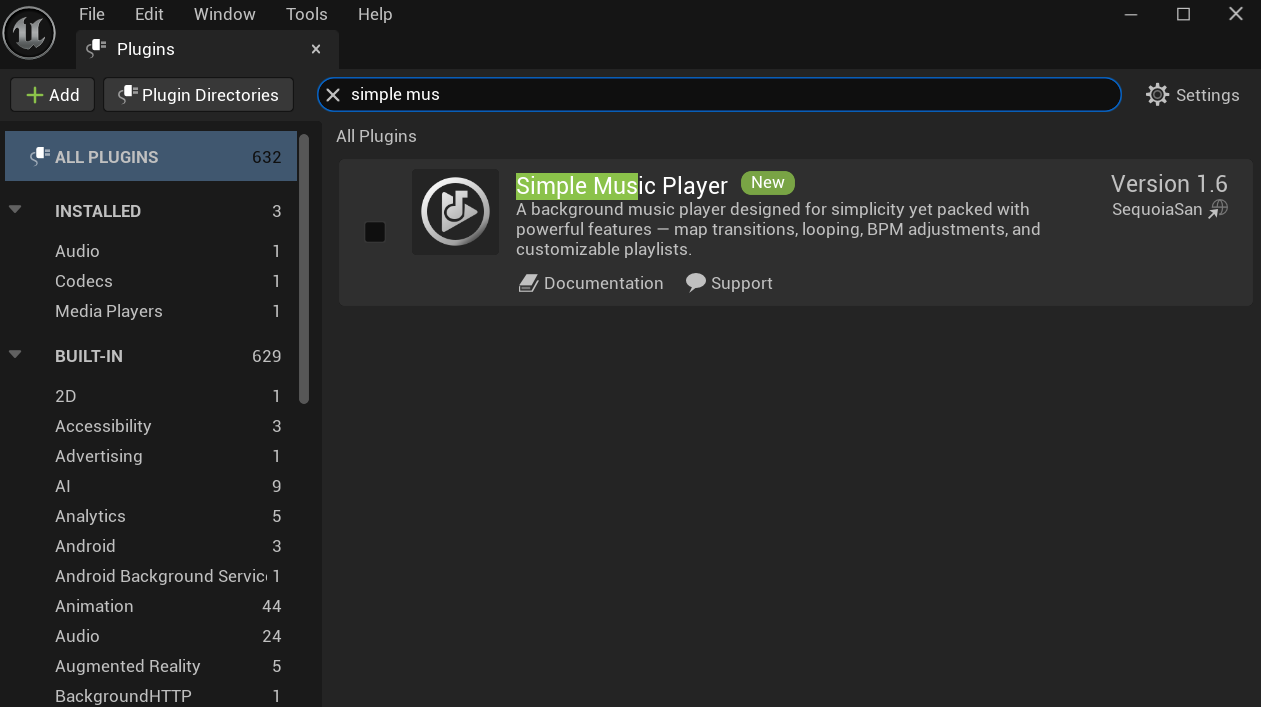 File Edit Window Tools Help
Plugins
Add Plugin Directories simple mus Settings
All Plugins
ALL PLUGINS 632
INSTALLED 3
Audio 1
Codecs 1
Media Players 1
BUILT-IN 629
2D 1
Accessibility 3
Advertising 1
AI 9
Analytics 5
Android 3
Android Background Servic 1
Animation 44
Audio 24
Augmented Reality 5
BackgroundHTTP 1
Simple Music Player New
A background music player designed for simplicity yet packed with
powerful features — map transitions, looping, BPM adjustments, and
customizable playlists.
Documentation Support
Version 1.6
SequoiaSan